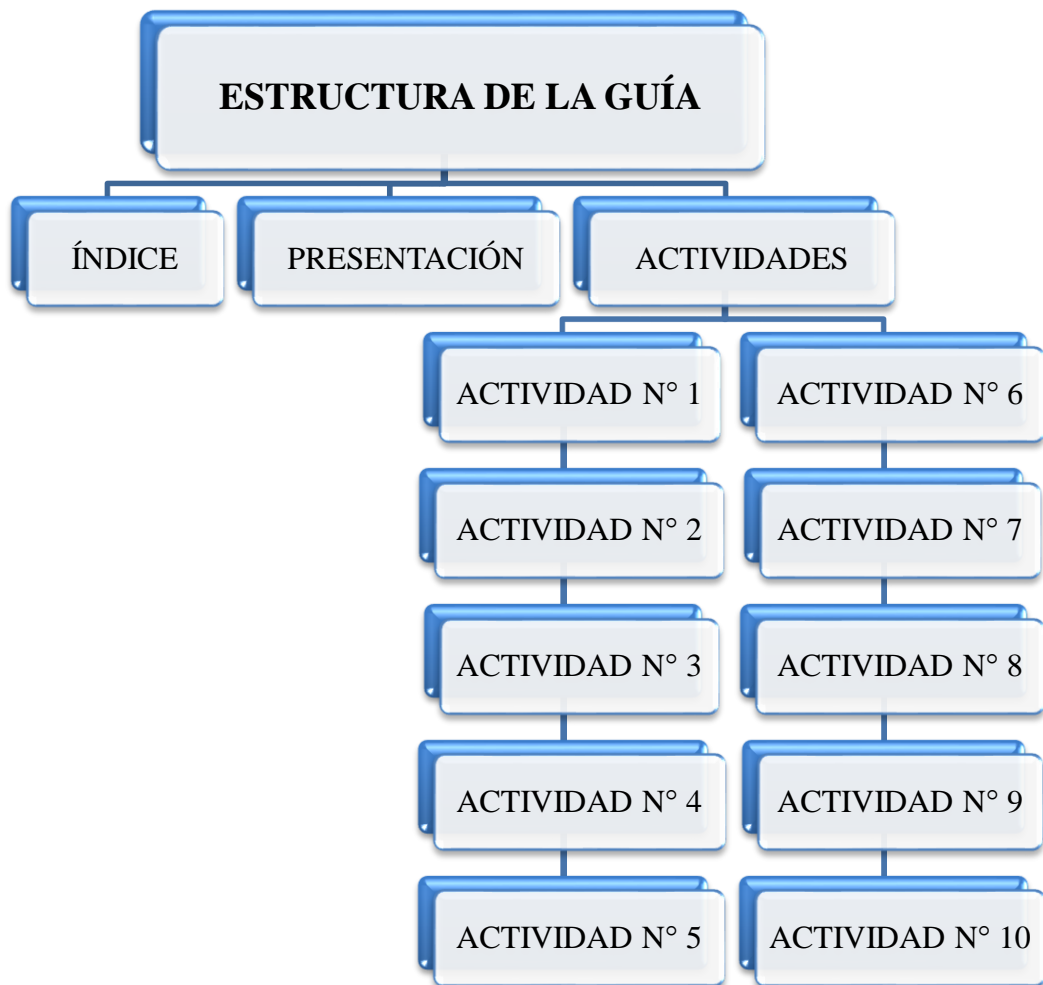 ESTRUCTURA DE LA GUÍA
ÍNDICE
PRESENTACIÓN
ACTIVIDADES
ACTIVIDAD N° 1
ACTIVIDAD N° 2
ACTIVIDAD N° 3
ACTIVIDAD N° 4
ACTIVIDAD N° 5
ACTIVIDAD N° 6
ACTIVIDAD N° 7
ACTIVIDAD N° 8
ACTIVIDAD N° 9
ACTIVIDAD N° 10